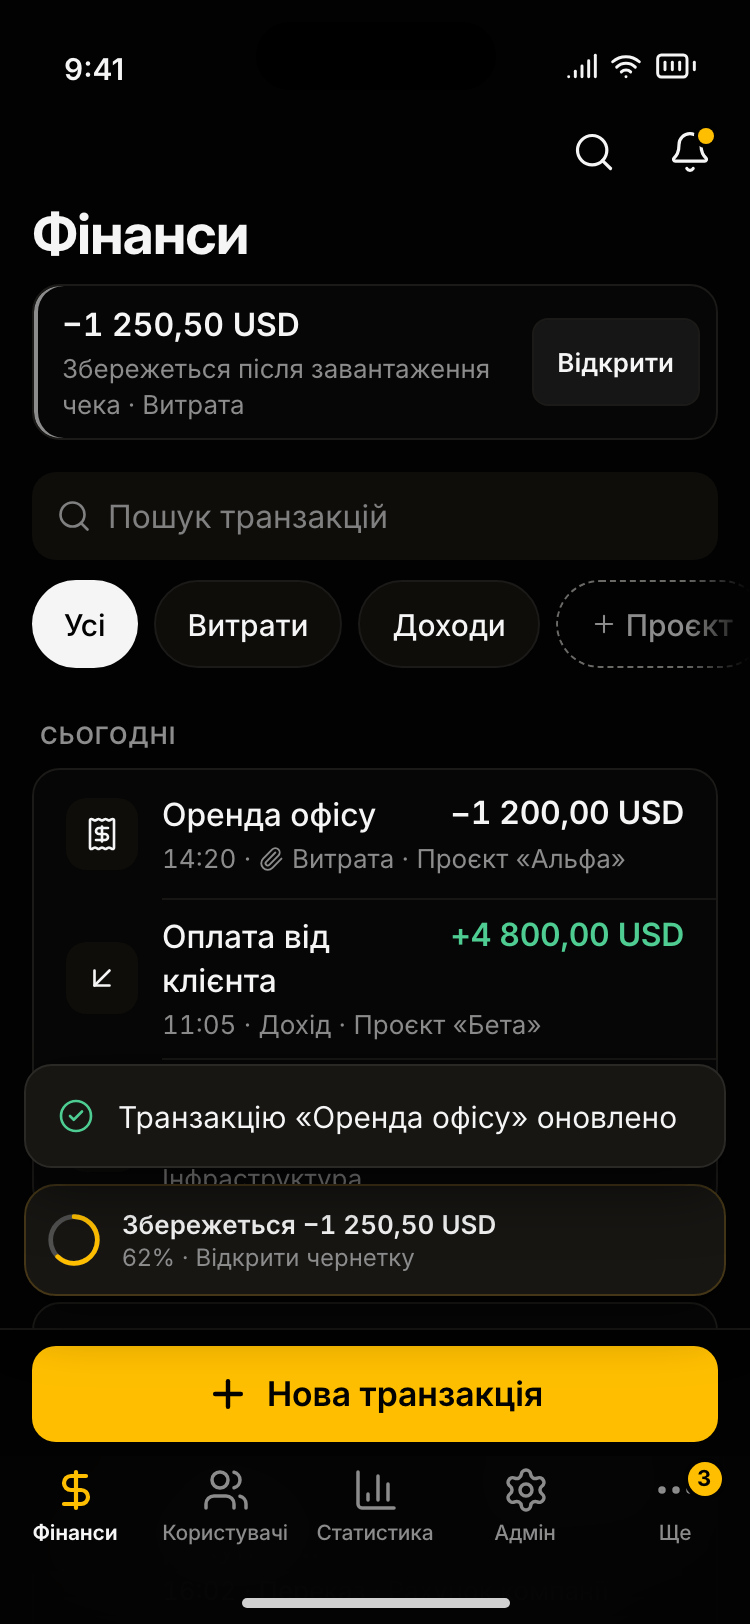 9:41
Фінанси
−1 250,50 USD
Збережеться після завантаження
чека · Витрата
Відкрити
Пошук транзакцій
Усі
Витрати
Доходи
+ Проєкт
СЬОГОДНІ
Оренда офісу
−1 200,00 USD
14:20 · Витрата · Проєкт «Альфа»
Оплата від
клієнта
+4 800,00 USD
11:05 · Дохід · Проєкт «Бета»
Транзакцію «Оренда офісу» оновлено
Інфраструктура
Збережеться −1 250,50 USD
62% · Відкрити чернетку
+ Нова транзакція
3
Фінанси
Користувачі
Статистика
Адмін
Ще